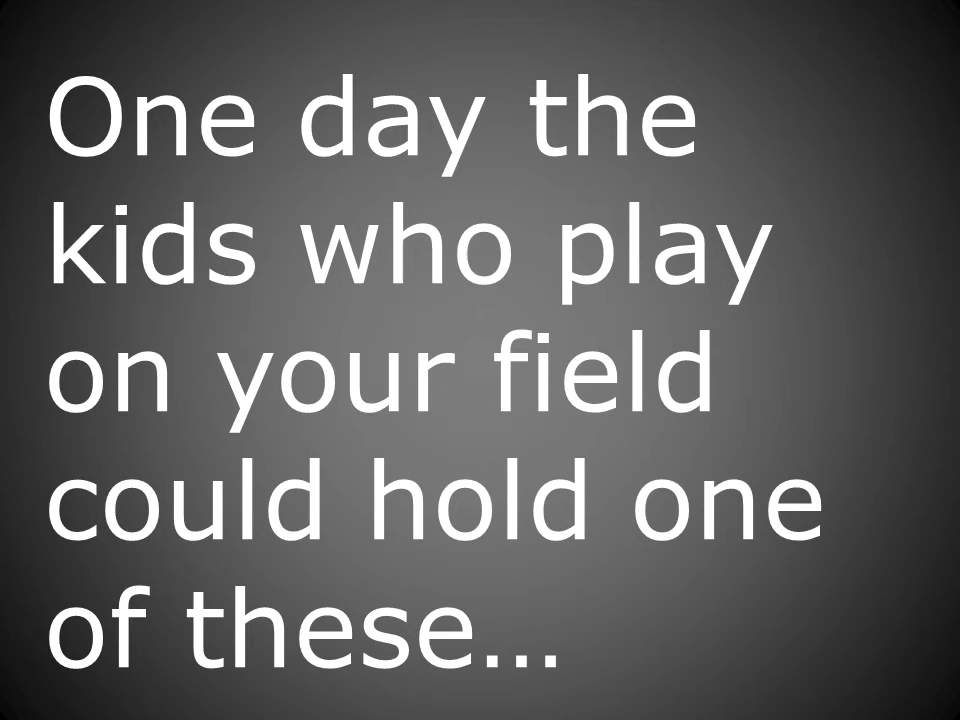 One day the
kids who play
on your field
could hold one
of these…